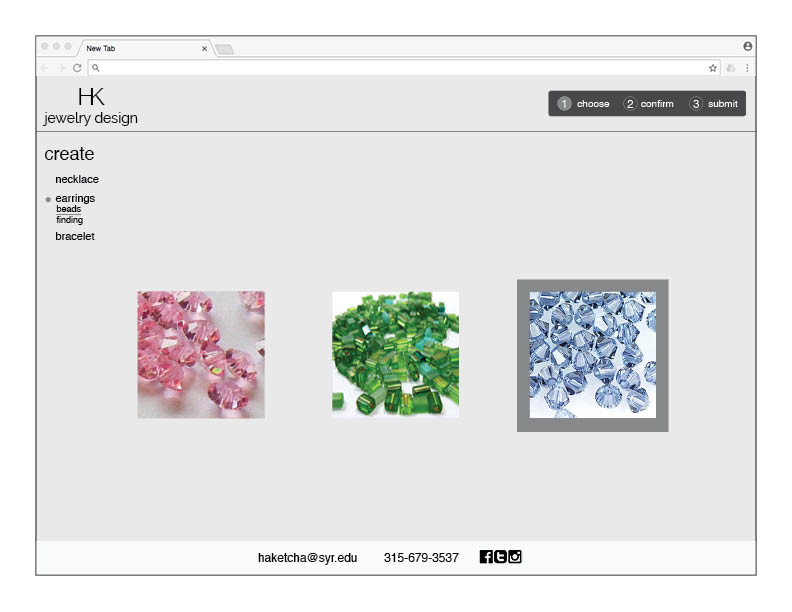 New Tab
HK
jewelry design
1 choose 2 confirm 3 submit
create
necklace
earrings
beads
finding
bracelet
haketcha@syr.edu 315-679-3537